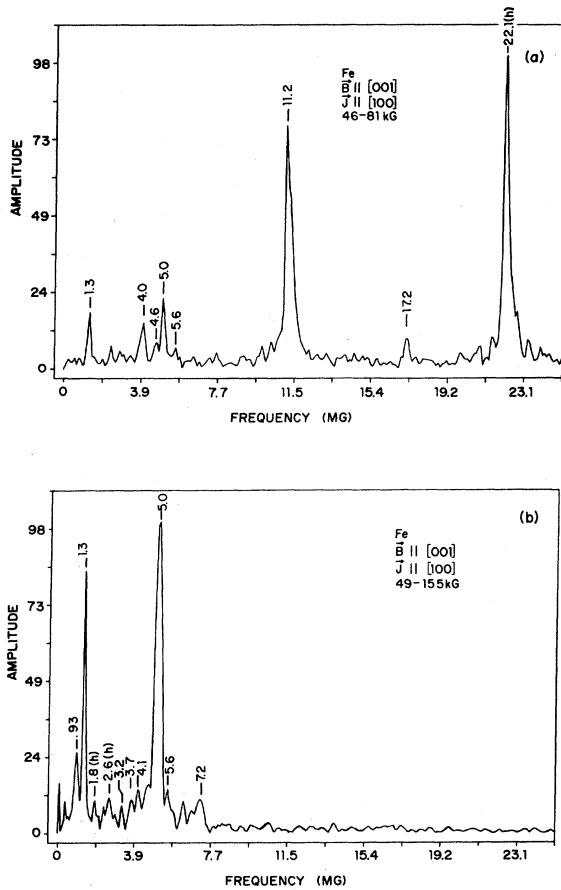 22.1(h)
(a)
98
Fe
B⃗ || [001]
J⃗ || [100]
46-81 kG
11.2
73
AMPLITUDE
49
1.3
4.0
4.6
5.0
5.6
17.2
24
0
0 3.9 7.7 11.5 15.4 19.2 23.1
FREQUENCY (MG)
5.0
(b)
98
1.3
Fe
B⃗ || [001]
J⃗ || [100]
49-155kG
73
AMPLITUDE
49
.93
1.8(h)
2.6(h)
3.2
3.7
4.1
5.6
7.2
24
0
0 3.9 7.7 11.5 15.4 19.2 23.1
FREQUENCY (MG)